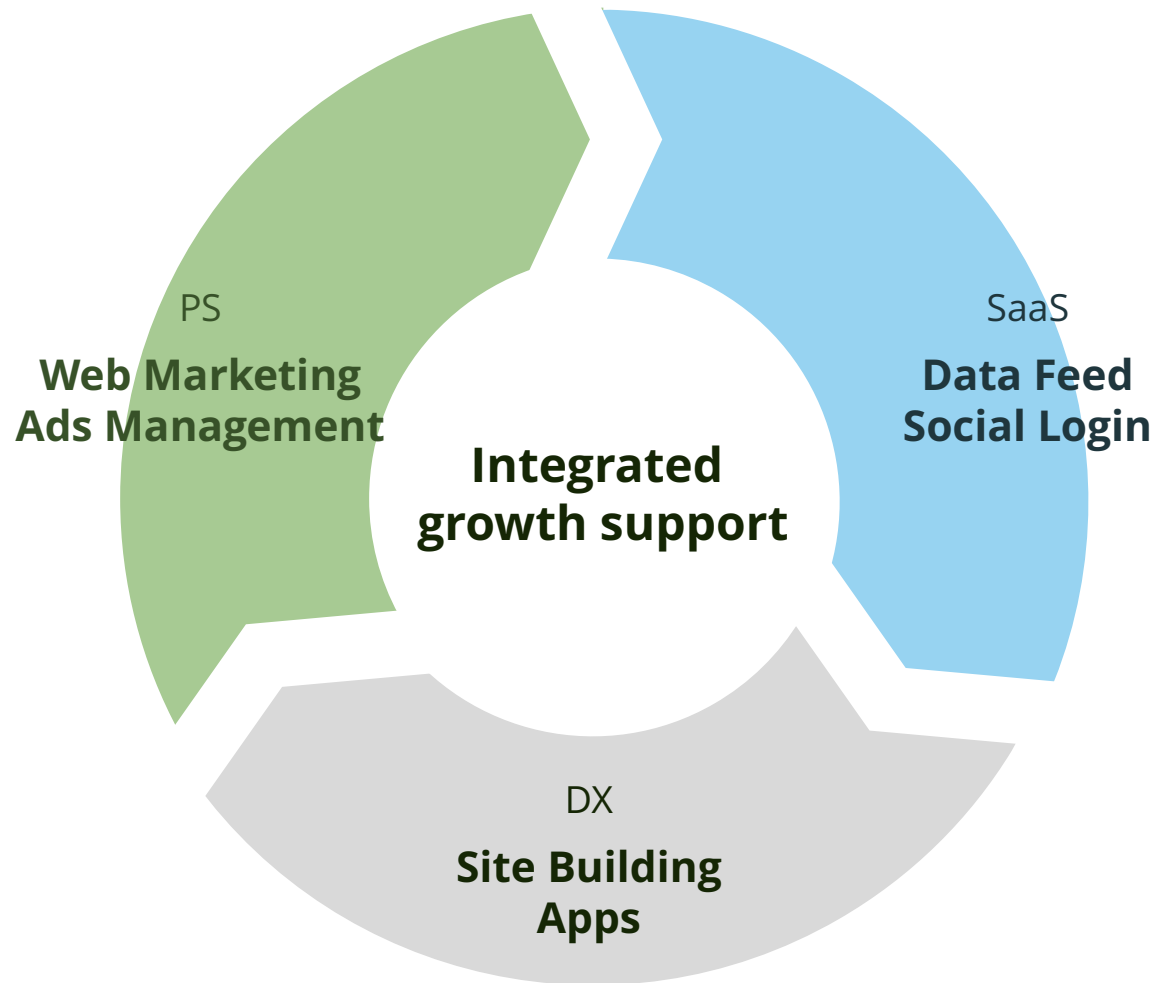 PS
Web Marketing
Ads Management
SaaS
Data Feed
Social Login
Integrated
growth support
DX
Site Building
Apps